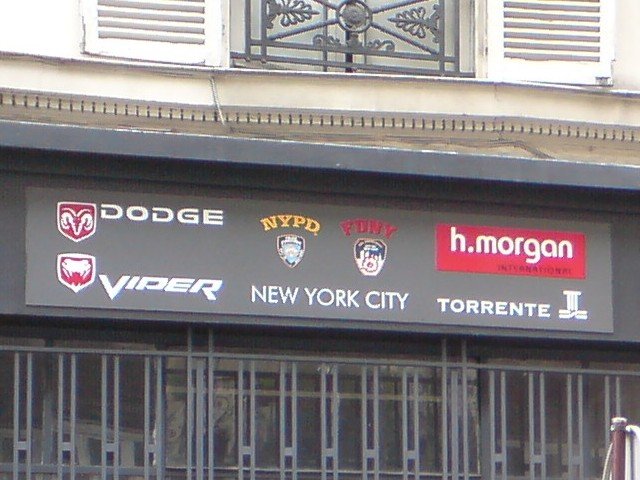 DODGE
VIPER
NYPD
FDNY
NEW YORK CITY
h.morgan
INTERNATIONAL
TORRENTE